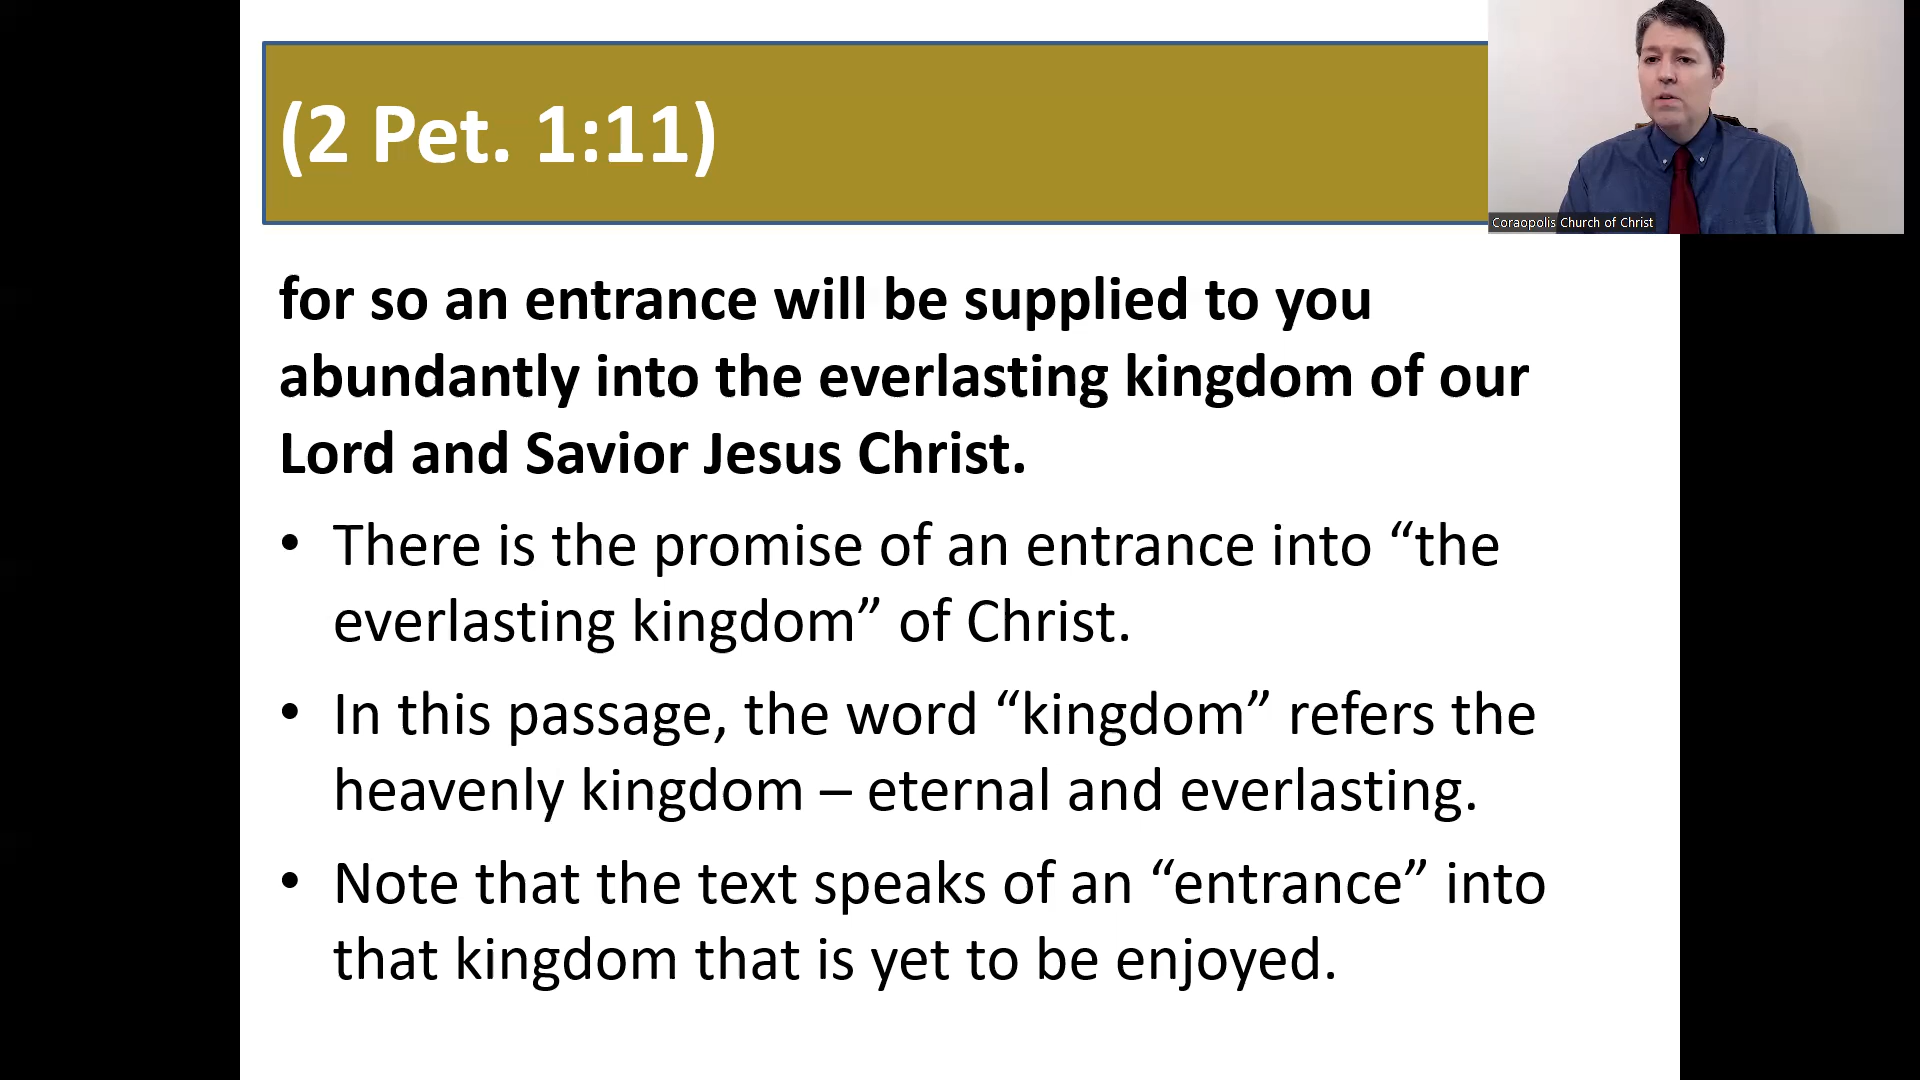 (2 Pet. 1:11)
Coraopolis Church of Christ
for so an entrance will be supplied to you
abundantly into the everlasting kingdom of our
Lord and Savior Jesus Christ.
• There is the promise of an entrance into “the
everlasting kingdom” of Christ.
• In this passage, the word “kingdom” refers the
heavenly kingdom – eternal and everlasting.
• Note that the text speaks of an “entrance” into
that kingdom that is yet to be enjoyed.